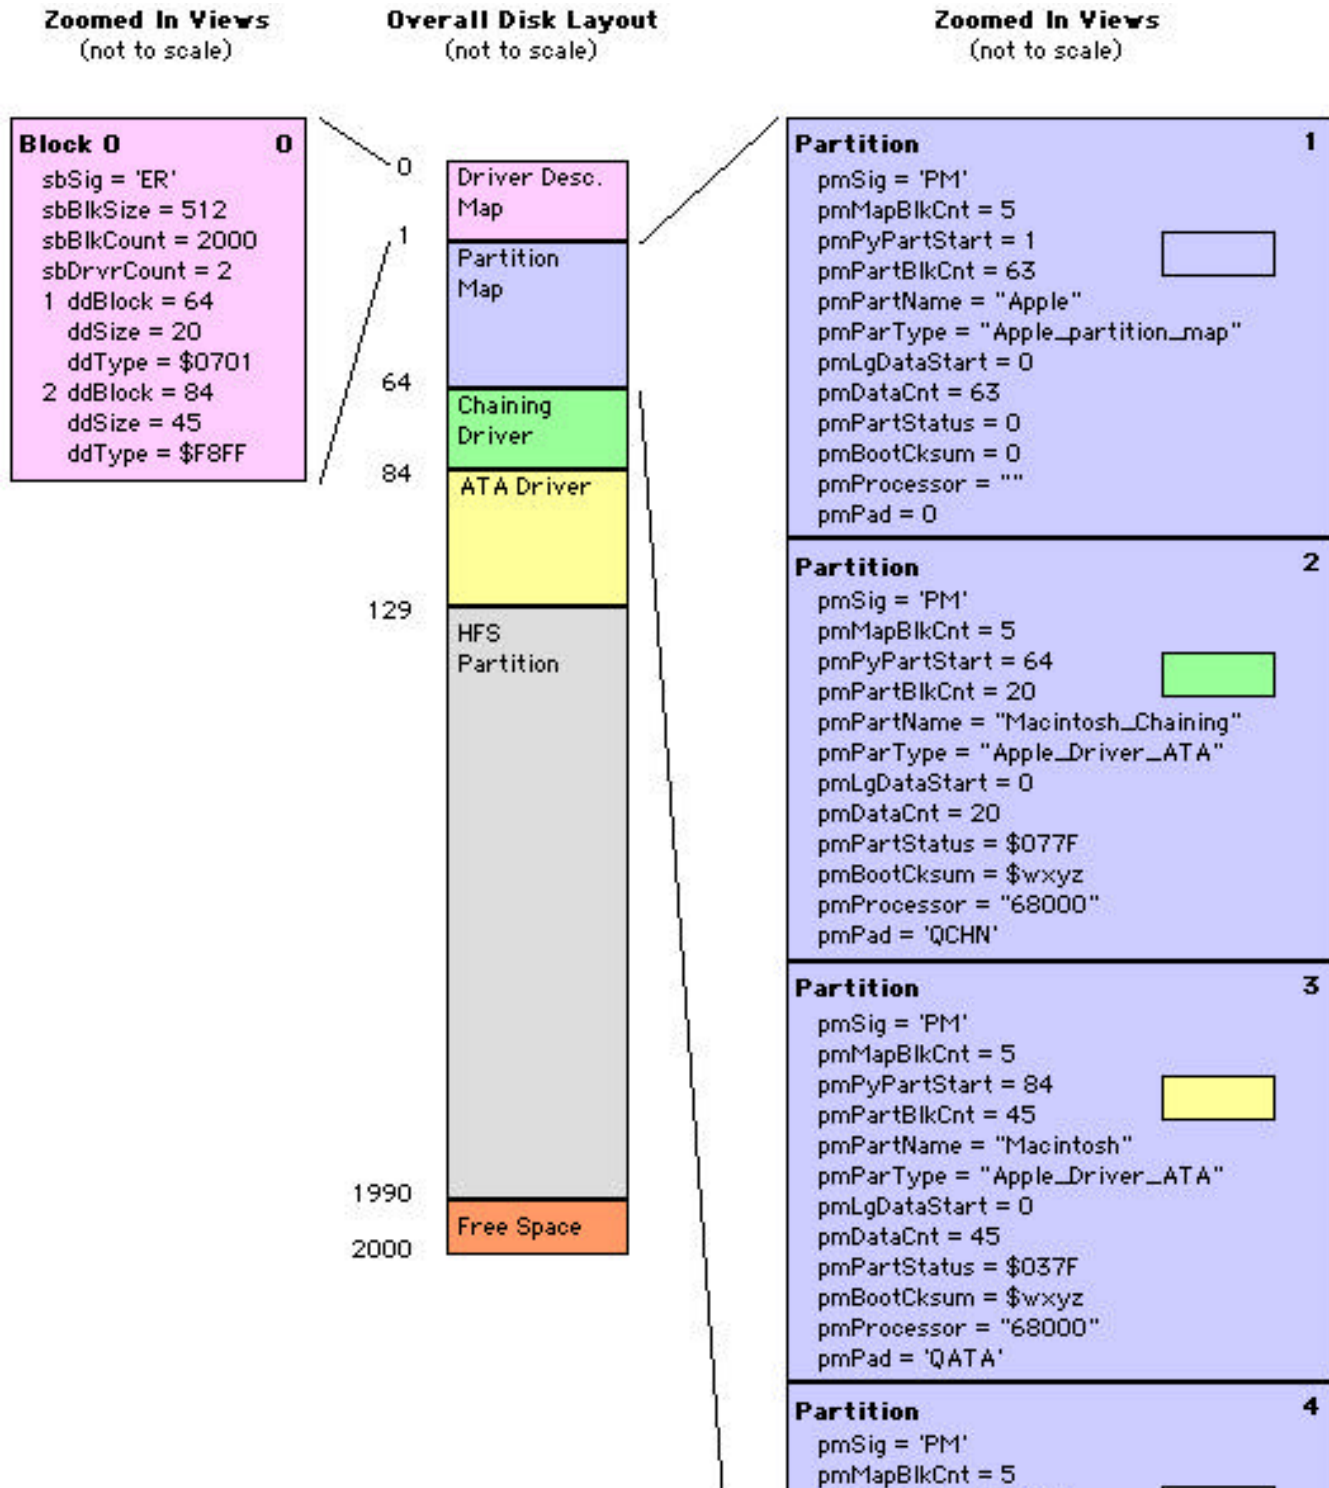 Zoomed In Views
(not to scale)
Block 0 0
sbSig = 'ER'
sbBlkSize = 512
sbBlkCount = 2000
sbDrvrCount = 2
1 ddBlock = 64
ddSize = 20
ddType = $0701
2 ddBlock = 84
ddSize = 45
ddType = $F8FF
Overall Disk Layout
(not to scale)
0
Driver Desc.
Map
1
Partition
Map
64
Chaining
Driver
84
ATA Driver
129
HFS
Partition
1990
Free Space
2000
Zoomed In Views
(not to scale)
Partition 1
pmSig = 'PM'
pmMapBlkCnt = 5
pmPyPartStart = 1
pmPartBlkCnt = 63
pmPartName = "Apple"
pmParType = "Apple_partition_map"
pmLgDataStart = 0
pmDataCnt = 63
pmPartStatus = 0
pmBootCksum = 0
pmProcessor = ""
pmPad = 0
Partition 2
pmSig = 'PM'
pmMapBlkCnt = 5
pmPyPartStart = 64
pmPartBlkCnt = 20
pmPartName = "Macintosh_Chaining"
pmParType = "Apple_Driver_ATA"
pmLgDataStart = 0
pmDataCnt = 20
pmPartStatus = $077F
pmBootCksum = $wxyz
pmProcessor = "68000"
pmPad = 'QCHN'
Partition 3
pmSig = 'PM'
pmMapBlkCnt = 5
pmPyPartStart = 84
pmPartBlkCnt = 45
pmPartName = "Macintosh"
pmParType = "Apple_Driver_ATA"
pmLgDataStart = 0
pmDataCnt = 45
pmPartStatus = $037F
pmBootCksum = $wxyz
pmProcessor = "68000"
pmPad = 'QATA'
Partition 4
pmSig = 'PM'
pmMapBlkCnt = 5